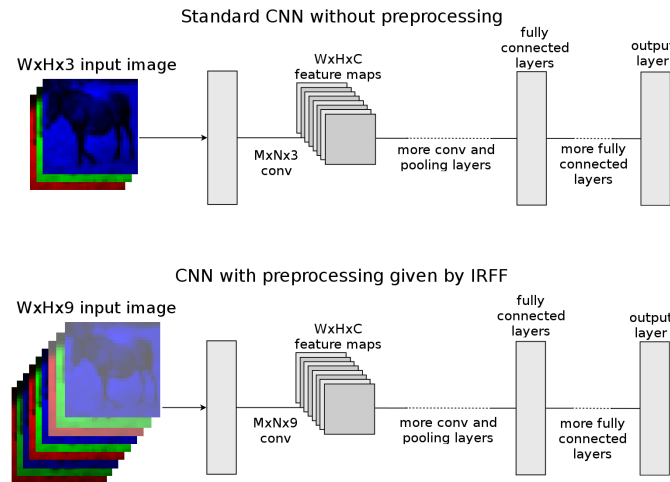 Standard CNN without preprocessing
WxHx3 input image
WxHxC
feature maps
fully
connected
layers
output
layer
MxNx3
conv
more conv and
pooling layers
more fully
connected
layers
CNN with preprocessing given by IRFF
WxHx9 input image
WxHxC
feature maps
fully
connected
layers
output
layer
MxNx9
conv
more conv and
pooling layers
more fully
connected
layers